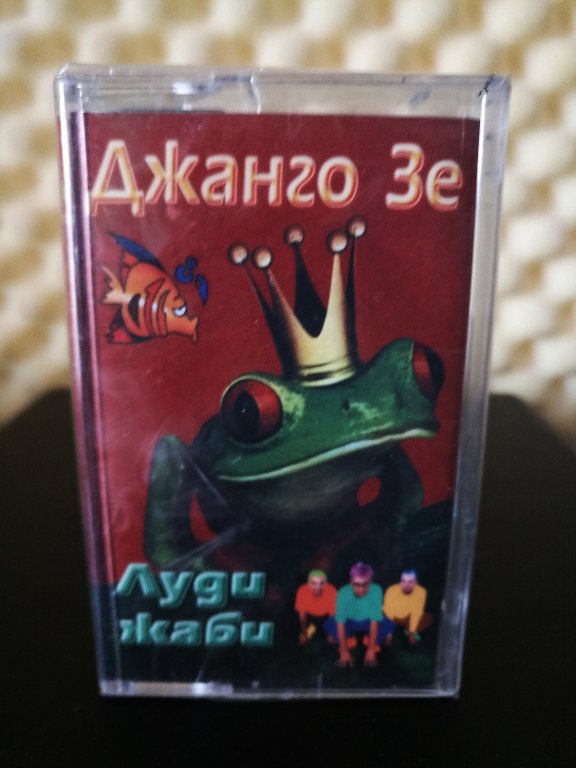 Джанго Зе
Луди
жаби